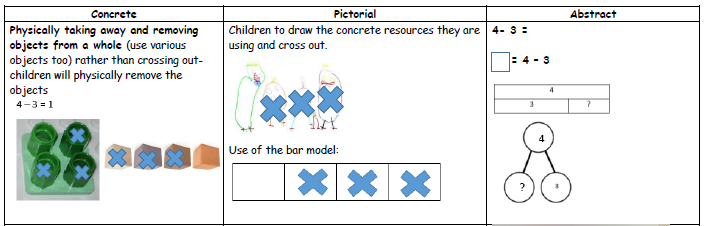 Concrete
Pictorial
Abstract
Physically taking away and removing
objects from a whole (use various
objects too) rather than crossing out-
children will physically remove the
objects
4 – 3 = 1
Children to draw the concrete resources they are
using and cross out.
Use of the bar model:
4- 3 =
= 4 - 3
4
3
?
4
?
3